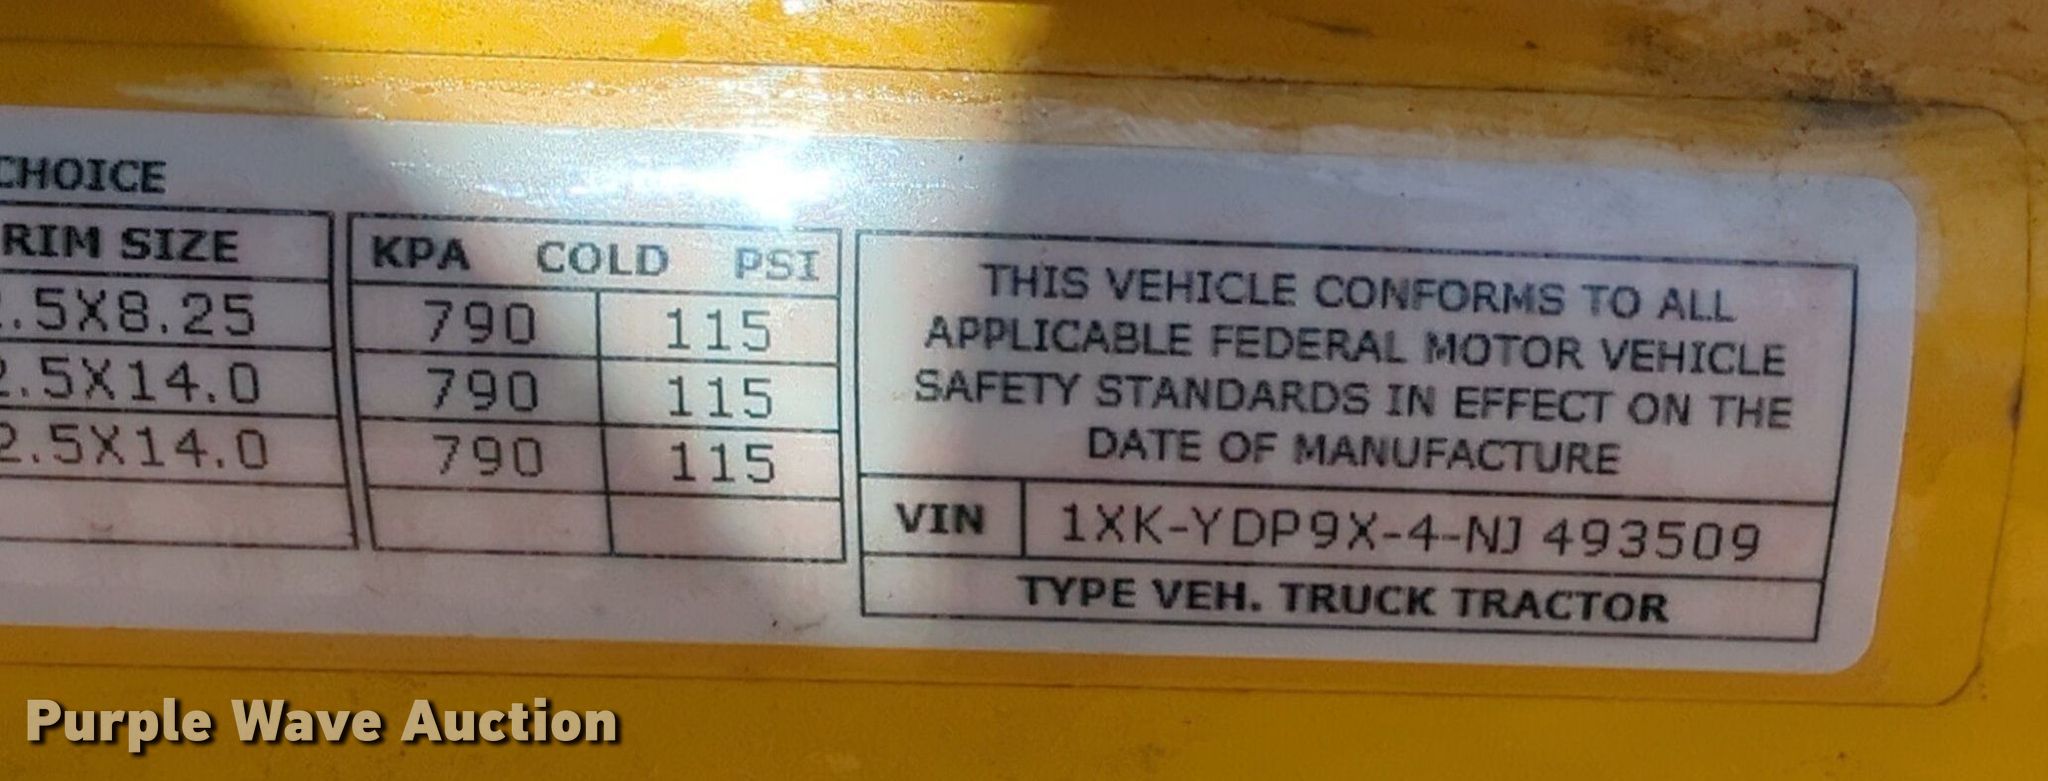 CHOICE
RIM SIZE KPA COLD PSI
.5X8.25 790 115
2.5X14.0 790 115
2.5X14.0 790 115
THIS VEHICLE CONFORMS TO ALL
APPLICABLE FEDERAL MOTOR VEHICLE
SAFETY STANDARDS IN EFFECT ON THE
DATE OF MANUFACTURE
VIN 1XK-YDP9X-4-NJ 493509
TYPE VEH. TRUCK TRACTOR
Purple Wave Auction